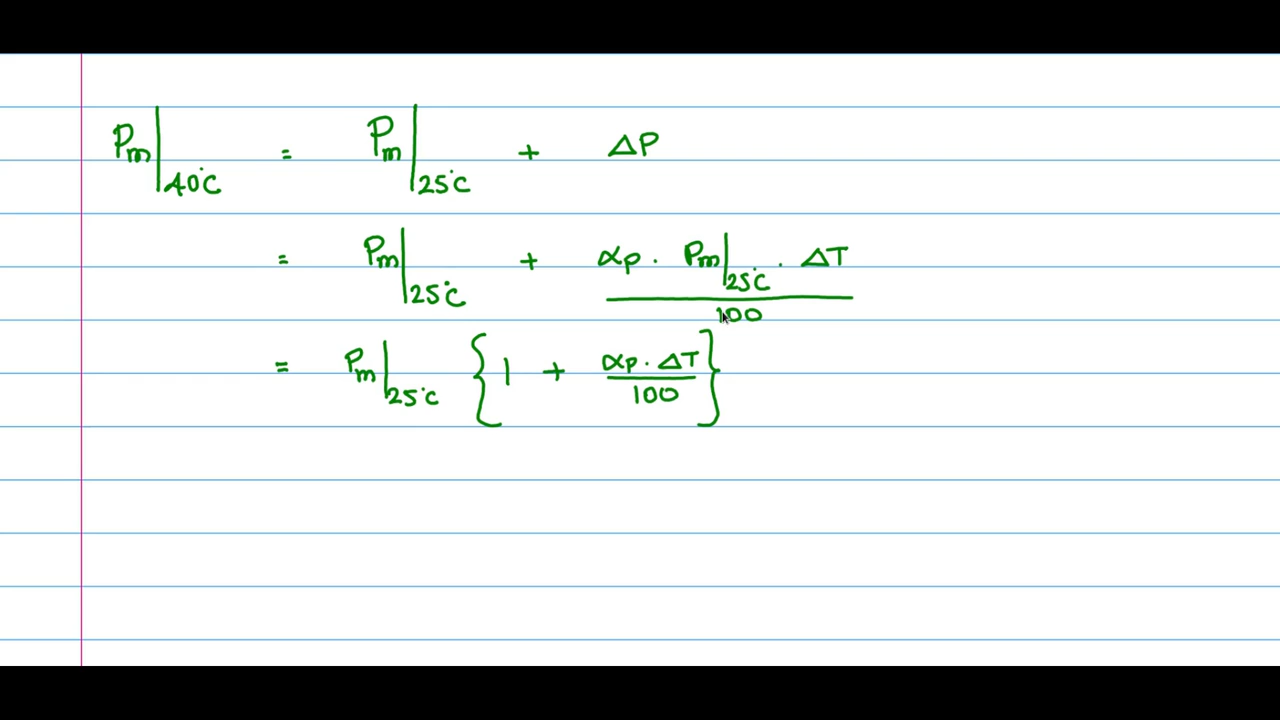 Pm|40°C = Pm|25°C + ΔP
= Pm|25°C + αp · Pm|25°C · ΔT / 100
= Pm|25°C { 1 + αp · ΔT / 100 }